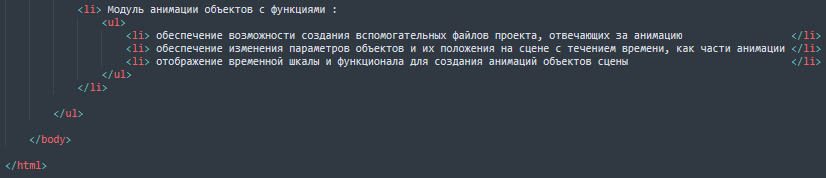 <li> Модуль анимации объектов с функциями :
<ul>
<li> обеспечение возможности создания вспомогательных файлов проекта, отвечающих за анимацию </li>
<li> обеспечение изменения параметров объектов и их положения на сцене с течением времени, как части анимации </li>
<li> отображение временной шкалы и функционала для создания анимаций объектов сцены </li>
</ul>
</li>
</ul>
</body>
</html>